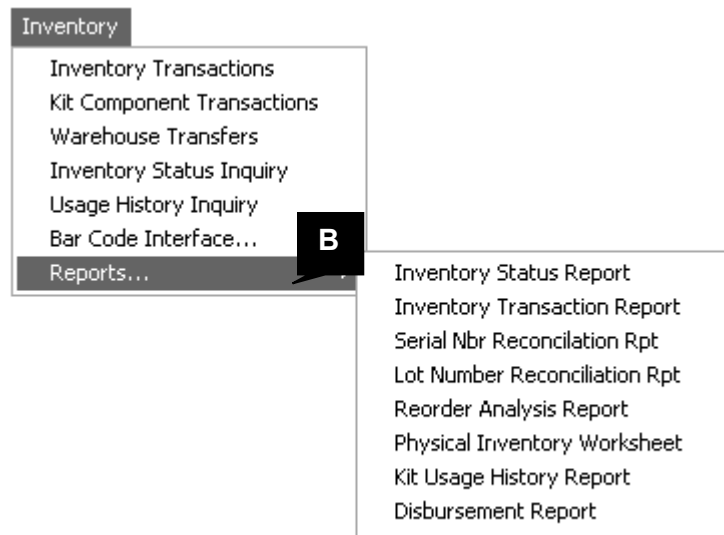 Inventory
Inventory Transactions
Kit Component Transactions
Warehouse Transfers
Inventory Status Inquiry
Usage History Inquiry
Bar Code Interface...
B
Reports...
Inventory Status Report
Inventory Transaction Report
Serial Nbr Reconcilation Rpt
Lot Number Reconciliation Rpt
Reorder Analysis Report
Physical Inventory Worksheet
Kit Usage History Report
Disbursement Report